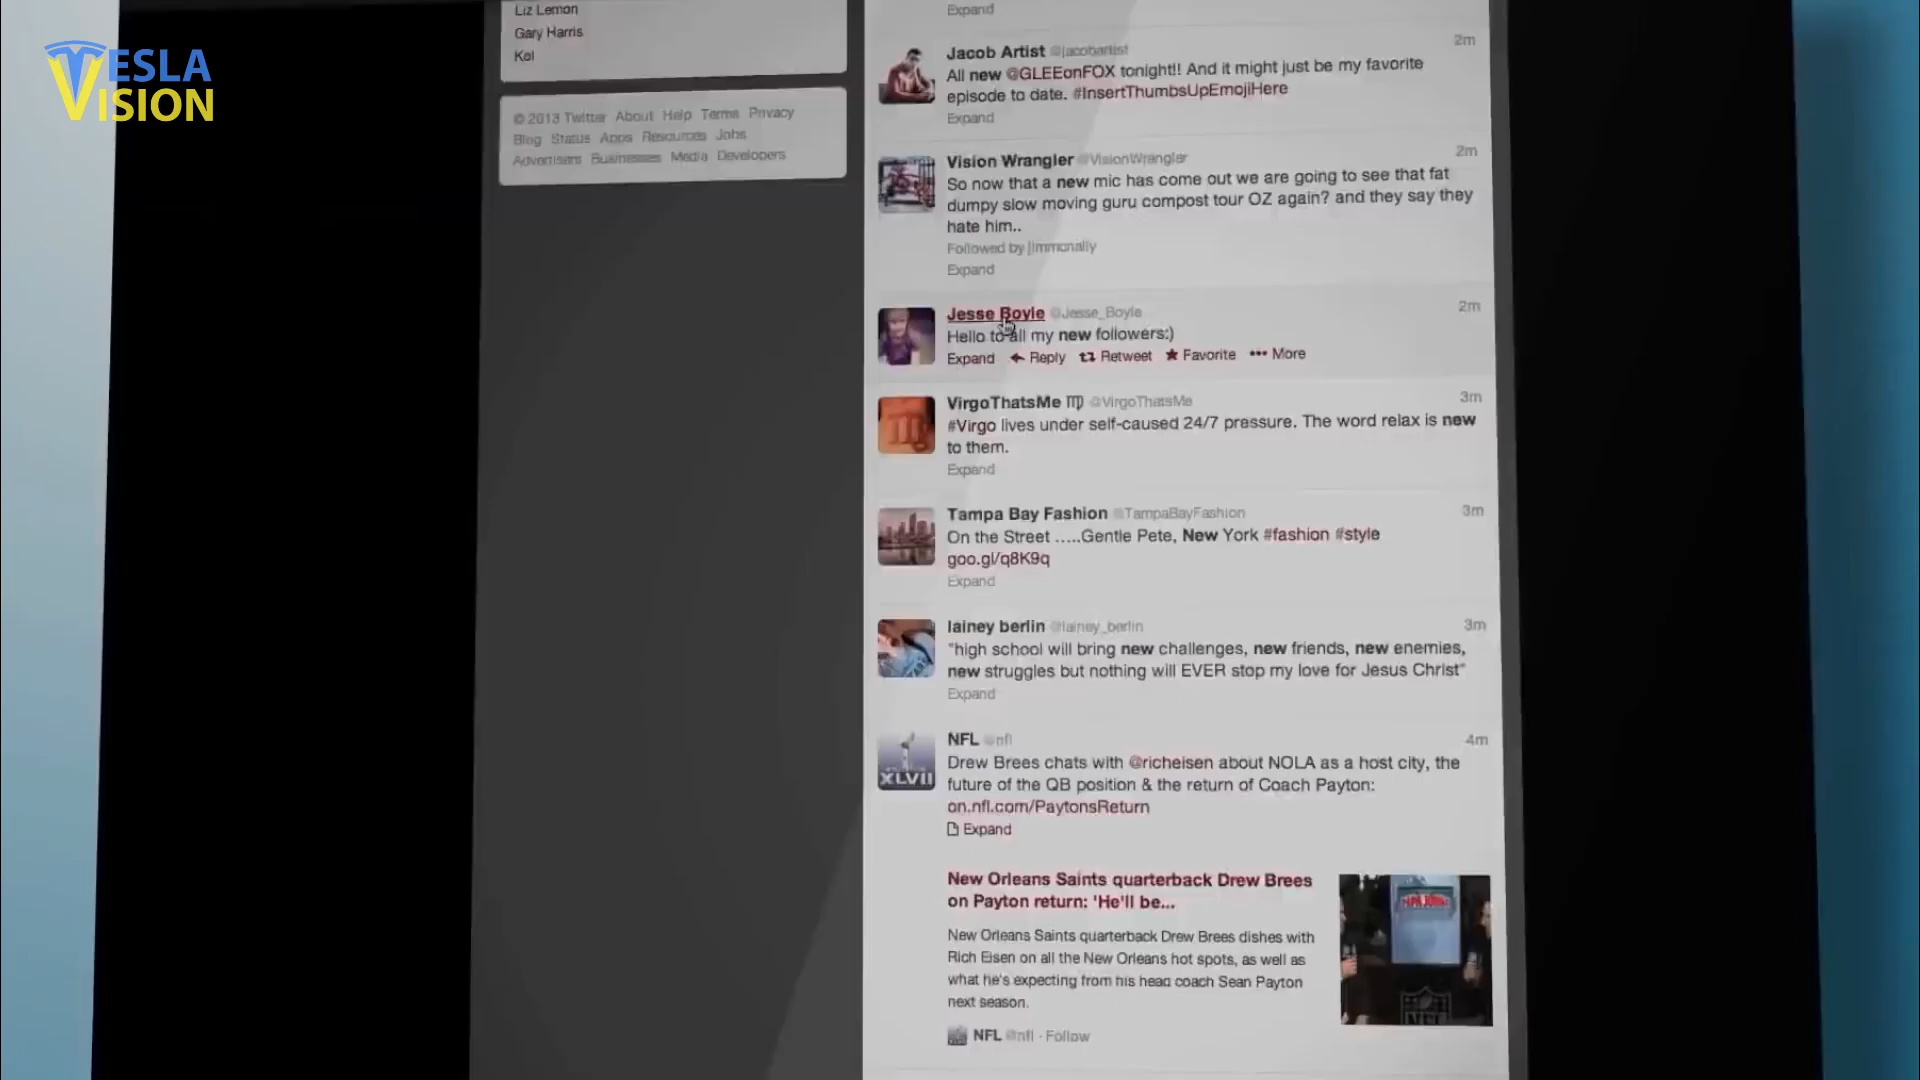 TESLA
VISION
Liz Lemon
Gary Harris
Kal
© 2013 Twitter About Help Terms Privacy
Blog Status Apps Resources Jobs
Advertisers Businesses Media Developers
Expand
Jacob Artist @jacobartist 2m
All new @GLEEonFOX tonight!! And it might just be my favorite
episode to date. #InsertThumbsUpEmojiHere
Expand
Vision Wrangler @VisionWrangler 2m
So now that a new mic has come out we are going to see that fat
dumpy slow moving guru compost tour OZ again? and they say they
hate him..
Followed by jimmcnally
Expand
Jesse Boyle @Jesse_Boyle 2m
Hello to all my new followers:)
Expand Reply Retweet Favorite ••• More
VirgoThatsMe ♍ @VirgoThatsMe 3m
#Virgo lives under self-caused 24/7 pressure. The word relax is new
to them.
Expand
Tampa Bay Fashion @TampaBayFashion 3m
On the Street …..Gentle Pete, New York #fashion #style
goo.gl/q8K9q
Expand
lainey berlin @lainey_berlin 3m
"high school will bring new challenges, new friends, new enemies,
new struggles but nothing will EVER stop my love for Jesus Christ"
Expand
XLVII
NFL @nfl 4m
Drew Brees chats with @richeisen about NOLA as a host city, the
future of the QB position & the return of Coach Payton:
on.nfl.com/PaytonsReturn
Expand
New Orleans Saints quarterback Drew Brees
on Payton return: 'He'll be...
New Orleans Saints quarterback Drew Brees dishes with
Rich Eisen on all the New Orleans hot spots, as well as
what he's expecting from his head coach Sean Payton
next season.
NFL
NFL @nfl · Follow